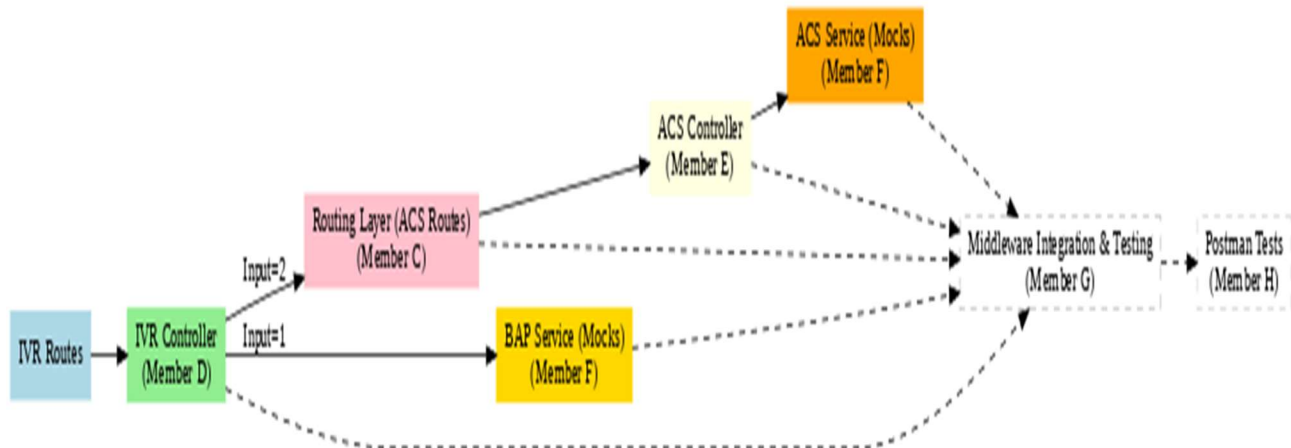 ACS Service (Mocks)
(Member F)
ACS Controller
(Member E)
Routing Layer (ACS Routes)
(Member C)
Middleware Integration & Testing
(Member G)
Postman Tests
(Member H)
Input=2
IVR Routes
IVR Controller
(Member D)
Input=1
BAP Service (Mocks)
(Member F)